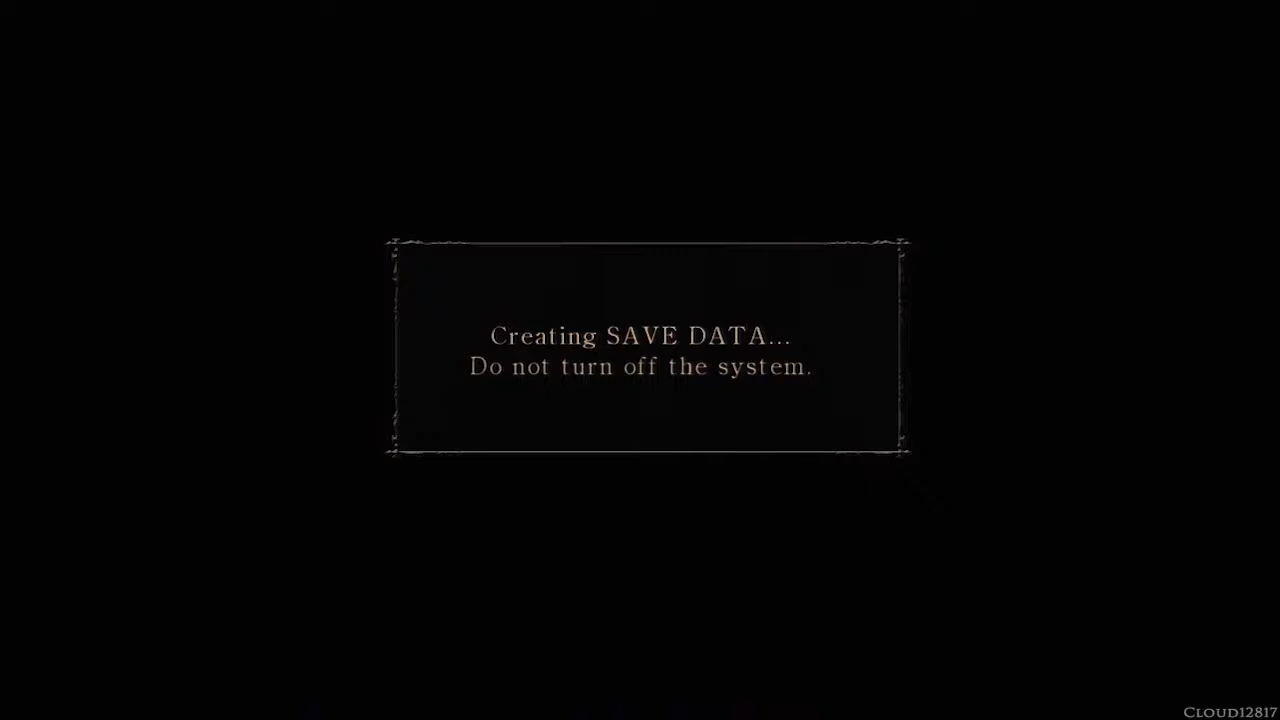 Creating SAVE DATA...
Do not turn off the system.
Cloud12817